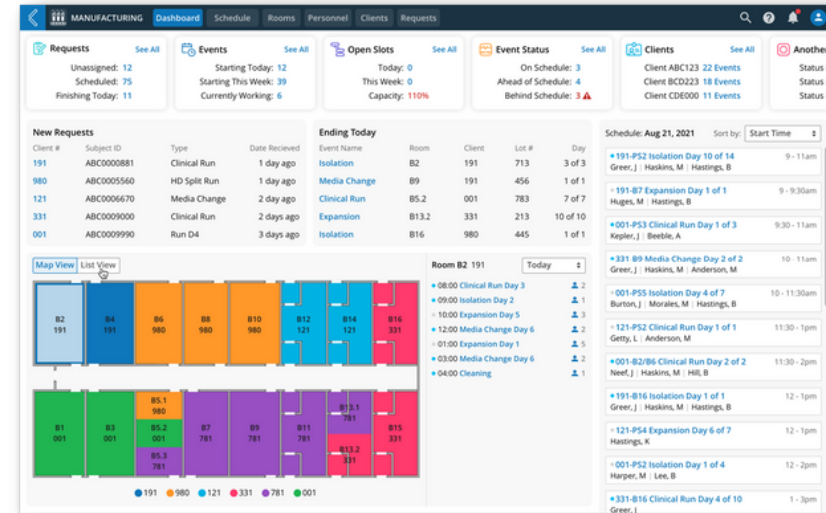 MANUFACTURING Dashboard Schedule Rooms Personnel Clients Requests
Requests See All
Unassigned: 12
Scheduled: 75
Finishing Today: 11
Events See All
Starting Today: 12
Starting This Week: 39
Currently Working: 6
Open Slots See All
Today: 0
This Week: 0
Capacity: 110%
Event Status See All
On Schedule: 3
Ahead of Schedule: 4
Behind Schedule: 3
Clients See All
Client ABC123 22 Events
Client BCD223 18 Events
Client CDE000 11 Events
Another
Status
Status
Status
New Requests
Client # Subject ID Type Date Recieved
191 ABC0000881 Clinical Run 1 day ago
980 ABC0005560 HD Split Run 1 day ago
121 ABC0006670 Media Change 2 days ago
331 ABC0009000 Clinical Run 2 days ago
001 ABC0009990 Run D4 3 days ago
Ending Today
Event Name Room Client Lot # Day
Isolation B2 191 713 3 of 3
Media Change B9 191 456 1 of 1
Clinical Run B5.2 001 783 7 of 7
Expansion B13.2 331 213 10 of 10
Isolation B16 980 445 1 of 1
Map View List View
B2 B4 B6 B8 B10 B12 B14 B16
191 191 980 980 980 121 121 331
B1 B3 B5.1 B7 B9 B11 B13.1 B15
001 001 980 781 781 781 781 331
B5.2
001
B5.3
781
B13.2
331
191 980 121 331 781 001
Room B2 191 Today
08:00 Clinical Run Day 3 2
09:00 Isolation Day 2 1
10:00 Expansion Day 5 3
12:00 Media Change Day 6 2
01:00 Expansion Day 1 5
03:00 Media Change Day 6 2
04:00 Cleaning 1
Schedule: Aug 21, 2021 Sort by: Start Time
191-PS2 Isolation Day 10 of 14 9 - 11am
Greer, J | Haskins, M | Hastings, B
191-B7 Expansion Day 1 of 1 9 - 9:30am
Huges, M | Hastings, B
001-PS3 Clinical Run Day 1 of 3 9:30 - 11am
Kepler, J | Beeble, A
331 B9 Media Change Day 2 of 2 10 - 11am
Greer, J | Haskins, M | Anderson, M
001-PS5 Isolation Day 4 of 7 10 - 11:30am
Burton, J | Morales, M | Hastings, B
121-PS2 Clinical Run Day 1 of 1 11:30 - 1pm
Getty, L | Anderson, M
001-B2/B6 Clinical Run Day 2 of 2 11:30 - 2pm
Neef, J | Haskins, M | Hill, B
191-B16 Isolation Day 1 of 1 12 - 1pm
Greer, J | Haskins, M | Hastings, B
121-PS4 Expansion Day 6 of 7 12 - 1pm
Hastings, K
001-PS2 Isolation Day 1 of 4 12 - 2pm
Harper, M | Lee, B
331-B16 Clinical Run Day 4 of 10 1 - 3pm
Greer, J